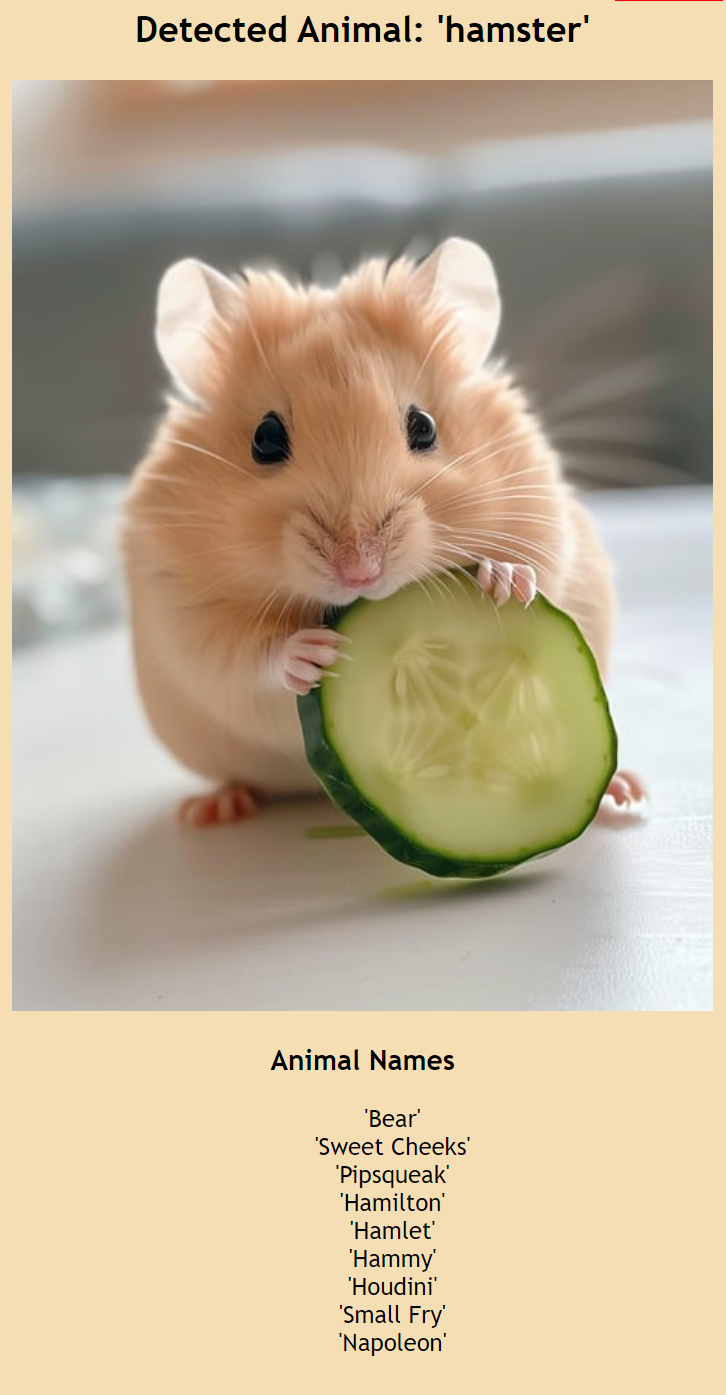 Detected Animal: 'hamster'
Animal Names
'Bear'
'Sweet Cheeks'
'Pipsqueak'
'Hamilton'
'Hamlet'
'Hammy'
'Houdini'
'Small Fry'
'Napoleon'